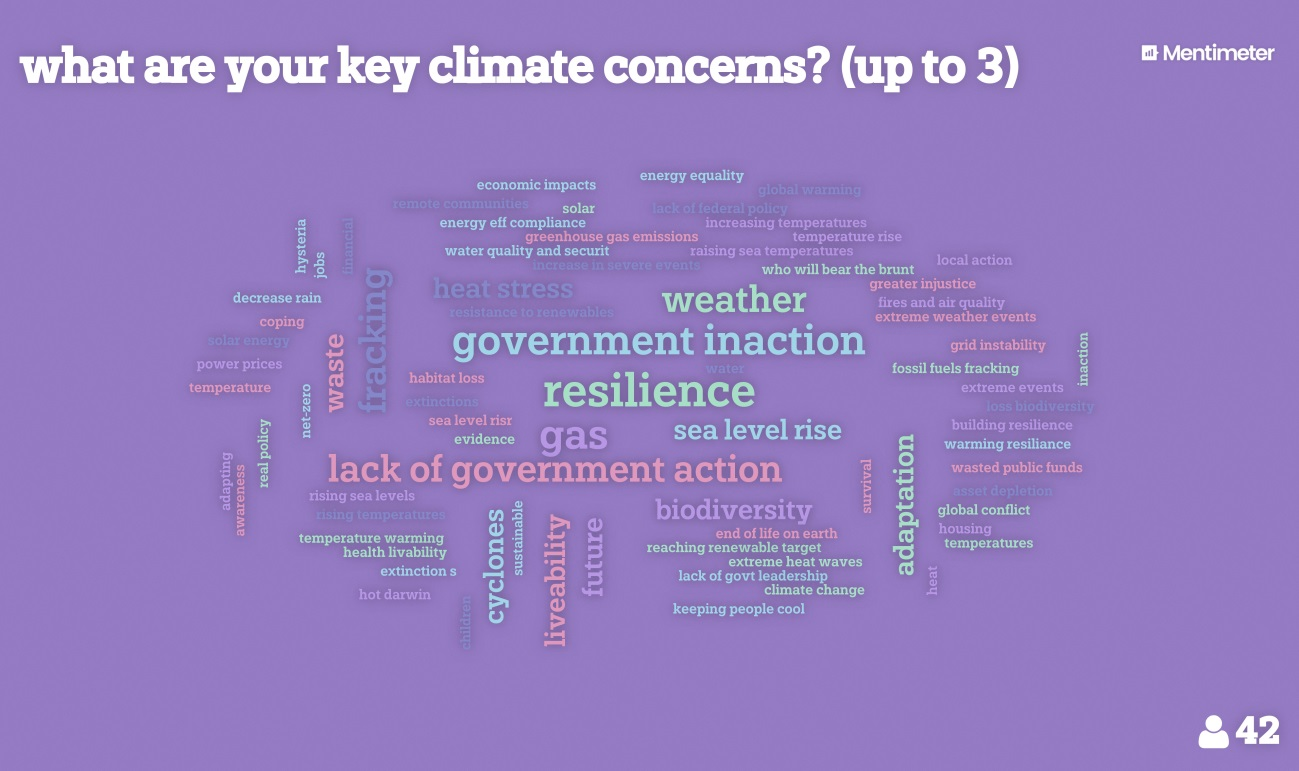 what are your key climate concerns? (up to 3)
Mentimeter
energy equality
economic impacts
global warming
remote communities
solar
lack of federal policy
energy eff compliance
increasing temperatures
hysteria
jobs
financial
greenhouse gas emissions
temperature rise
water quality and securit
raising sea temperatures
increase in severe events
who will bear the brunt
local action
greater injustice
heat stress
weather
decrease rain
fires and air quality
resistance to renewables
extreme weather events
coping
fracking
waste
government inaction
solar energy
grid instability
inaction
power prices
water
fossil fuels fracking
temperature
habitat loss
resilience
extreme events
net-zero
extinctions
loss biodiversity
sea level risr
building resilience
real policy
evidence
gas
sea level rise
warming resiliance
adapting
awareness
lack of government action
survival
adaptation
wasted public funds
rising sea levels
asset depletion
rising temperatures
biodiversity
global conflict
cyclones
sustainable
liveability
future
end of life on earth
housing
temperature warming
reaching renewable target
temperatures
health livability
extreme heat waves
extinction s
lack of govt leadership
heat
hot darwin
climate change
children
keeping people cool
42